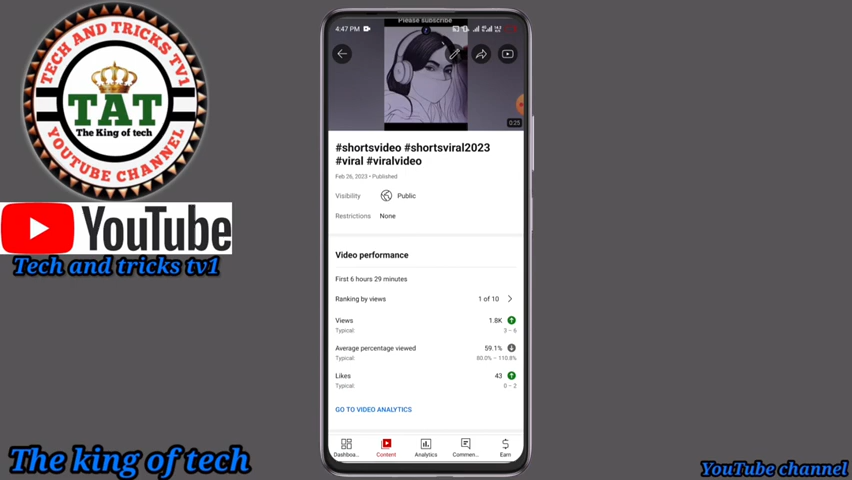 TECH AND TRICKS TV1
TAT
The King of tech
YOUTUBE CHANNEL
YouTube
Tech and tricks tv1
The king of tech
Please subscribe
4:47 PM
0:25
#shortsvideo #shortsviral2023
#viral #viralvideo
Feb 26, 2023 • Published
Visibility Public
Restrictions None
Video performance
First 6 hours 29 minutes
Ranking by views 1 of 10
Views 1.8K
Typical 3 – 6
Average percentage viewed 59.1%
Typical 80.0% – 110.8%
Likes 43
Typical 0 – 2
GO TO VIDEO ANALYTICS
Dashboa... Content Analytics Commen... Earn
YouTube channel